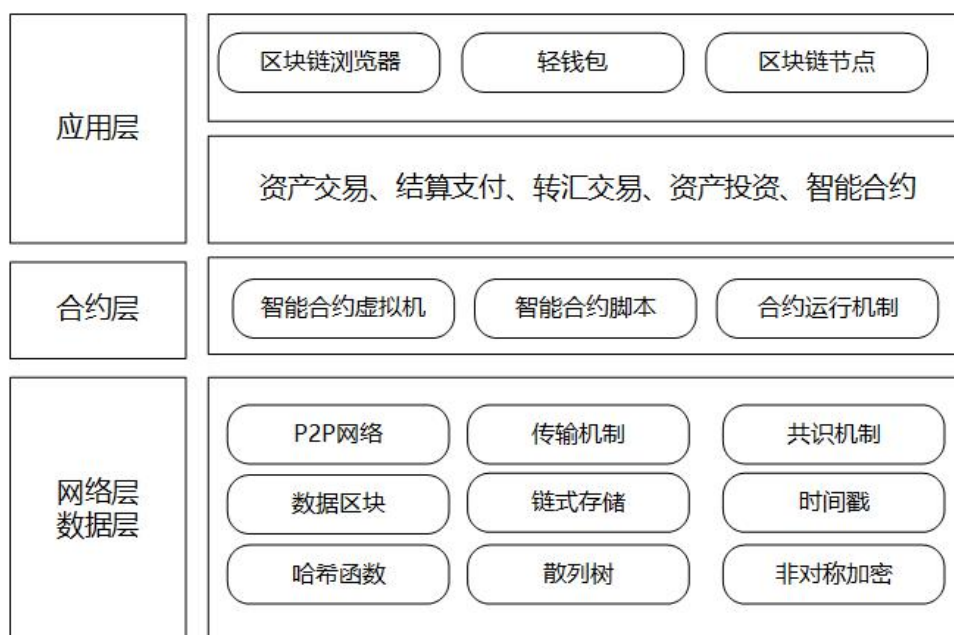 应用层
区块链浏览器
轻钱包
区块链节点
资产交易、结算支付、转汇交易、资产投资、智能合约
合约层
智能合约虚拟机
智能合约脚本
合约运行机制
网络层
数据层
P2P网络
传输机制
共识机制
数据区块
链式存储
时间戳
哈希函数
散列树
非对称加密